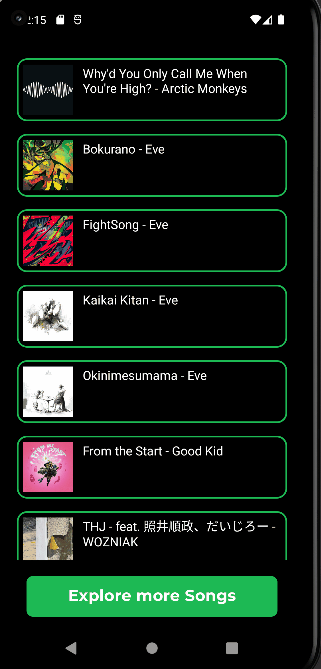 2:15
Why'd You Only Call Me When
You're High? - Arctic Monkeys
Bokurano - Eve
FightSong - Eve
Kaikai Kitan - Eve
Okinimesumama - Eve
From the Start - Good Kid
THJ - feat. 照井順政、だいじろー -
WOZNIAK
Explore more Songs